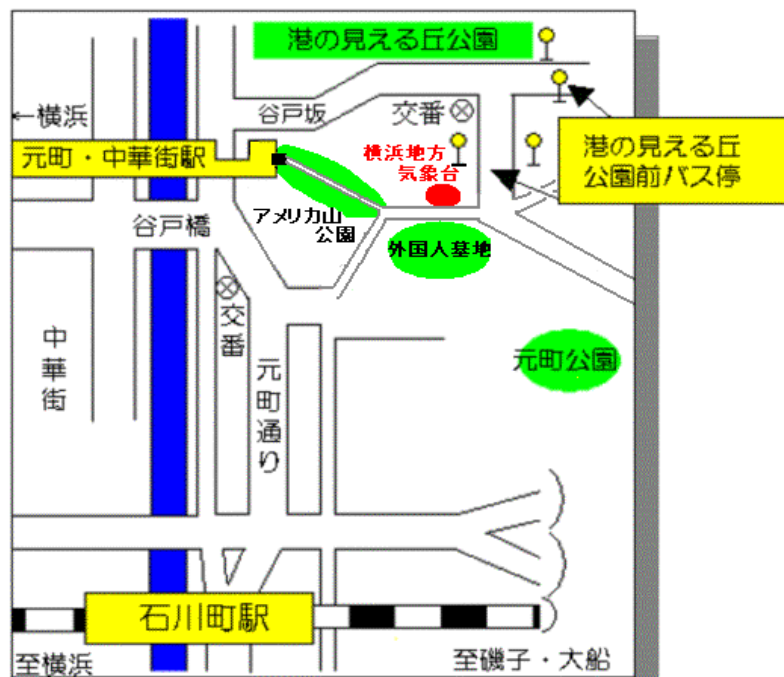 港の見える丘公園
←横浜
谷戸坂
交番
元町・中華街駅
横浜地方
気象台
港の見える丘
公園前バス停
アメリカ山
公園
谷戸橋
外国人墓地
交番
中華街
元町通り
元町公園
石川町駅
至横浜
至磯子・大船